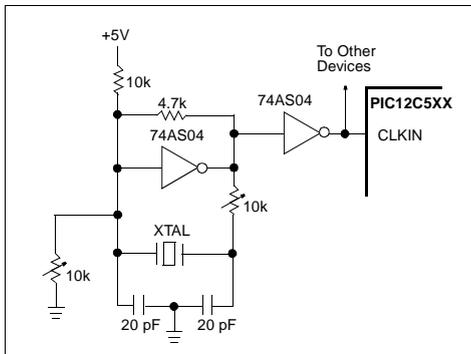 +5V
To Other
Devices
10k
4.7k
74AS04
PIC12C5XX
74AS04
CLKIN
10k
XTAL
10k
20 pF
20 pF